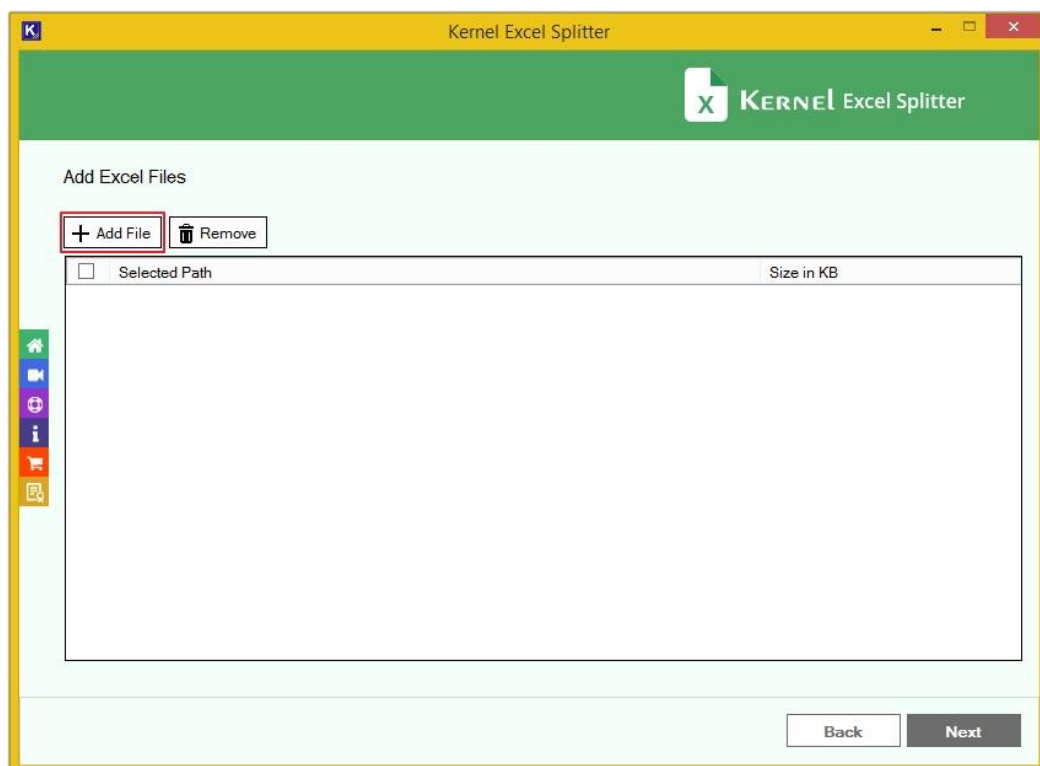 Kernel Excel Splitter
X KERNEL Excel Splitter
Add Excel Files
Add File Remove
Selected Path Size in KB
Back Next